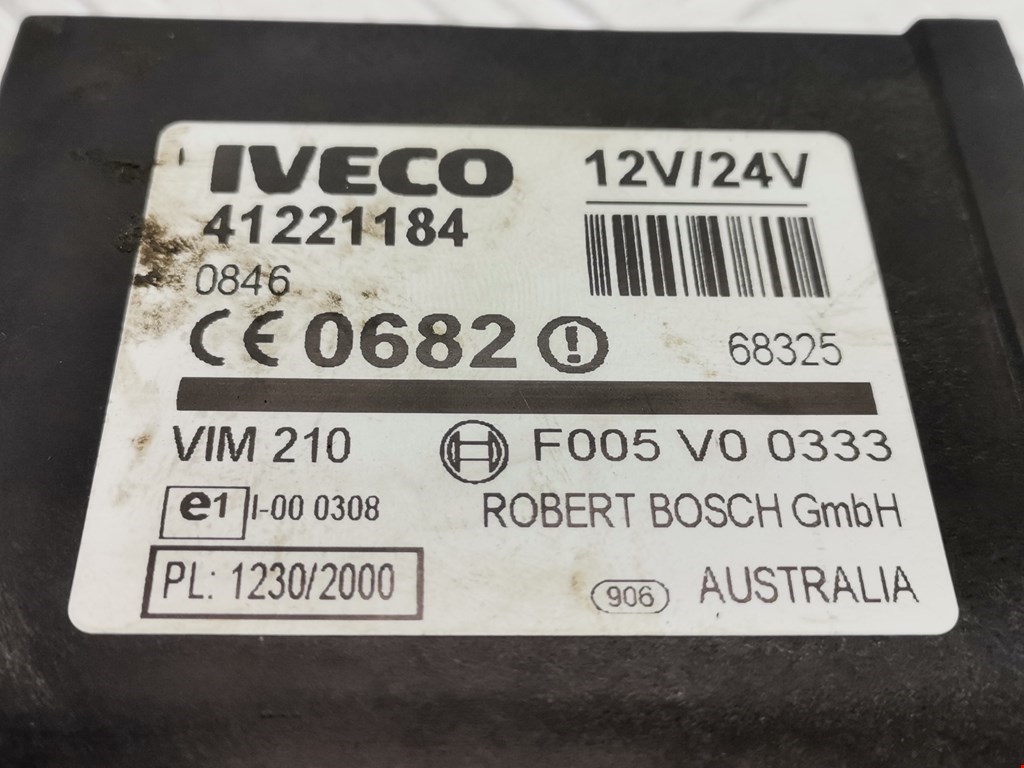 IVECO 12V/24V
41221184
0846
CE 0682 !
68325
VIM 210 F005 V0 0333
e1 I-00 0308 ROBERT BOSCH GmbH
PL: 1230/2000 906 AUSTRALIA